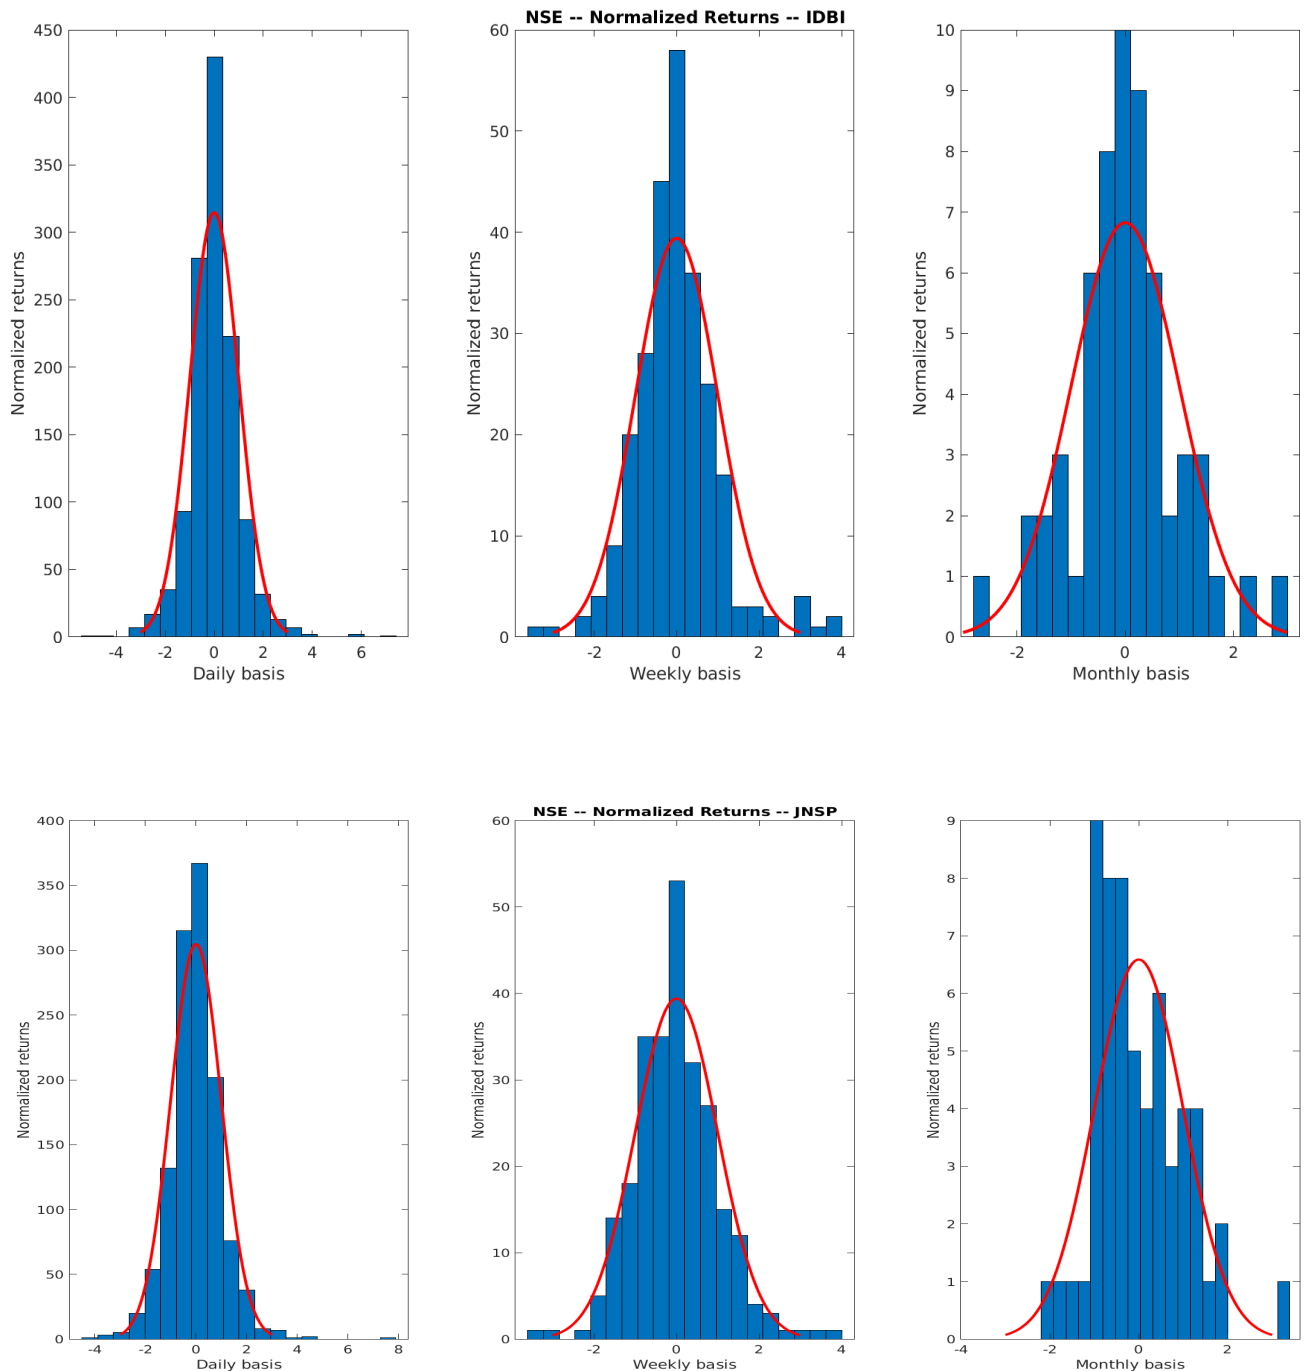 NSE -- Normalized Returns -- IDBI
450
400
350
300
250
200
150
100
50
0
Normalized returns
-4 -2 0 2 4 6
Daily basis
60
50
40
30
20
10
0
Normalized returns
-2 0 2 4
Weekly basis
10
9
8
7
6
5
4
3
2
1
0
Normalized returns
-2 0 2
Monthly basis
NSE -- Normalized Returns -- JNSP
400
350
300
250
200
150
100
50
0
Normalized returns
-4 -2 0 2 4 6 8
Daily basis
60
50
40
30
20
10
0
Normalized returns
-2 0 2 4
Weekly basis
9
8
7
6
5
4
3
2
1
0
Normalized returns
-4 -2 0 2
Monthly basis